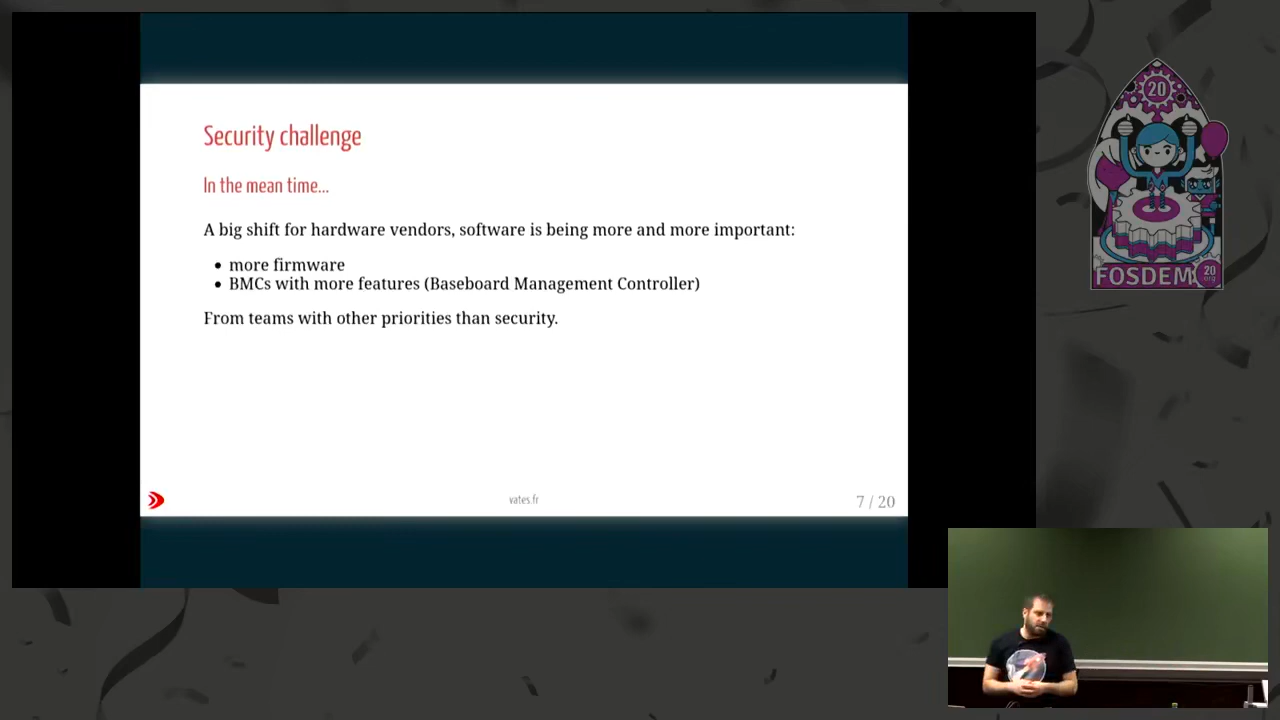 Security challenge
In the mean time...
A big shift for hardware vendors, software is being more and more important:
more firmware
BMCs with more features (Baseboard Management Controller)
From teams with other priorities than security.
vates.fr
7 / 20
20
FOSDEM
20